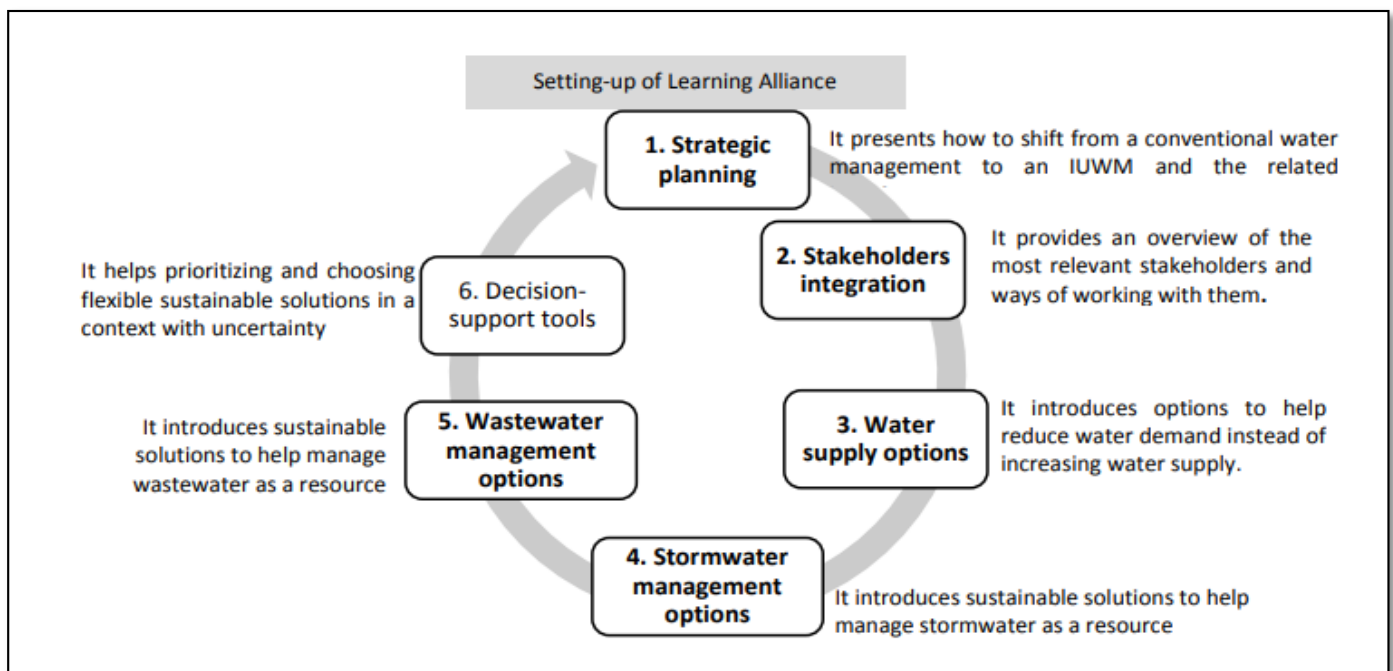 Setting-up of Learning Alliance
1. Strategic
planning
It presents how to shift from a conventional water
management to an IUWM and the related
2. Stakeholders
integration
It provides an overview of the
most relevant stakeholders and
ways of working with them.
3. Water
supply options
It introduces options to help
reduce water demand instead of
increasing water supply.
4. Stormwater
management
options
It introduces sustainable solutions to help
manage stormwater as a resource
5. Wastewater
management
options
It introduces sustainable
solutions to help manage
wastewater as a resource
6. Decision-
support tools
It helps prioritizing and choosing
flexible sustainable solutions in a
context with uncertainty